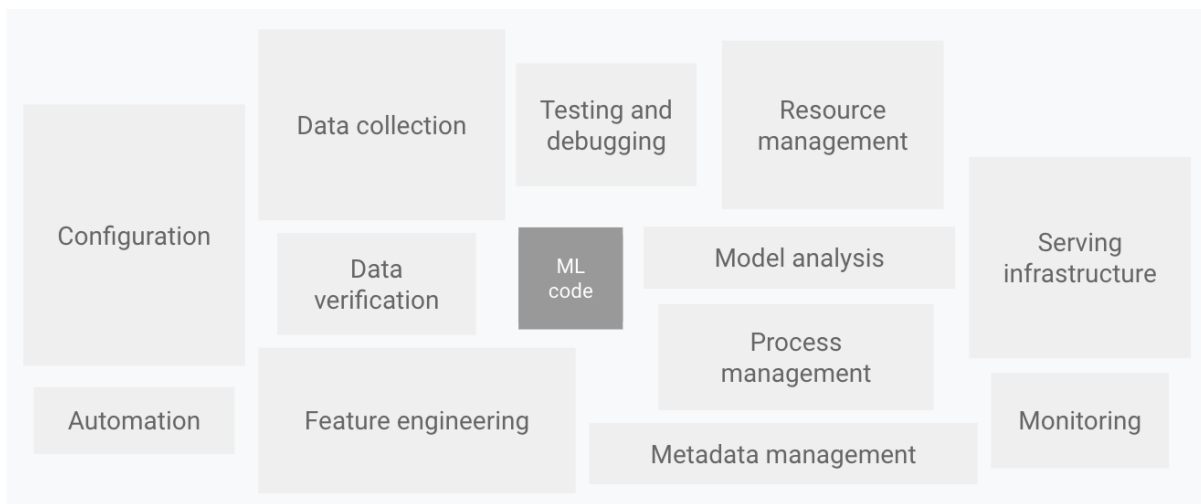 Data collection
Testing and
debugging
Resource
management
Configuration
Data
verification
ML
code
Model analysis
Serving
infrastructure
Process
management
Automation
Feature engineering
Metadata management
Monitoring